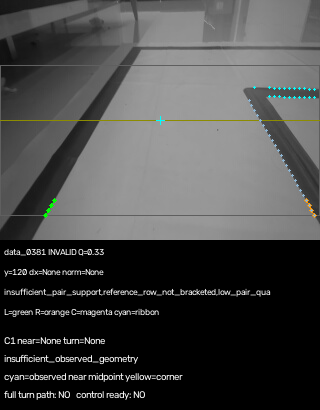 data_0381 INVALID Q=0.33
y=120 dx=None norm=None
insufficient_pair_support,reference_row_not_bracketed,low_pair_qua
L=green R=orange C=magenta cyan=ribbon
C1 near=None turn=None
insufficient_observed_geometry
cyan=observed near midpoint yellow=corner
full turn path: NO control ready: NO